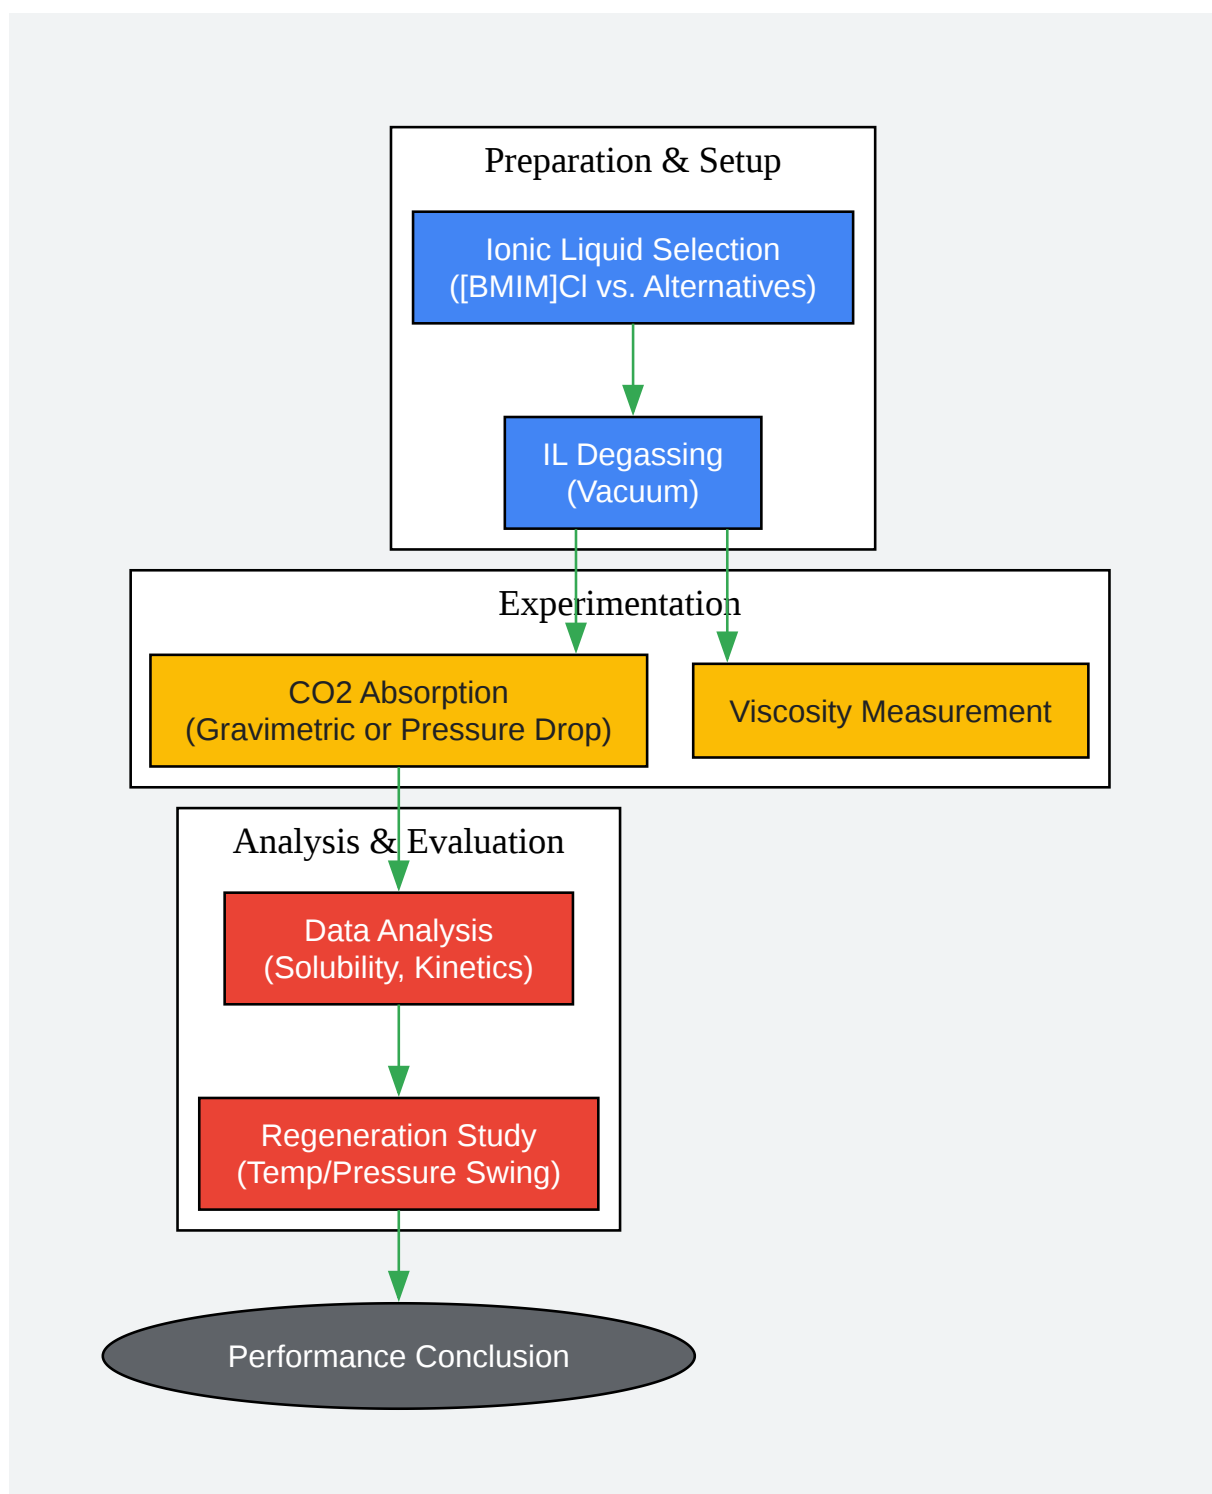 Preparation & Setup
Ionic Liquid Selection
([BMIM]Cl vs. Alternatives)
IL Degassing
(Vacuum)
Experimentation
CO2 Absorption
(Gravimetric or Pressure Drop)
Viscosity Measurement
Analysis & Evaluation
Data Analysis
(Solubility, Kinetics)
Regeneration Study
(Temp/Pressure Swing)
Performance Conclusion